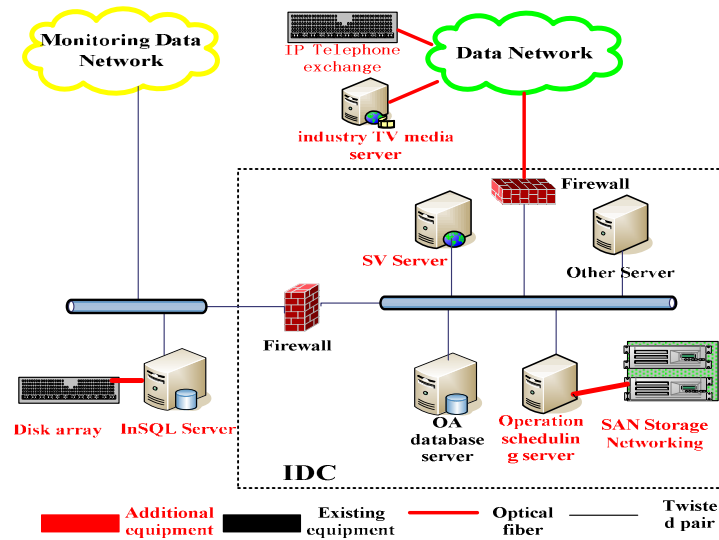 Monitoring Data
Network
IP Telephone
exchange
Data Network
industry TV media
server
Firewall
SV Server
Other Server
Firewall
Disk array
InSQL Server
OA
database
server
Operation
schedulin
g server
SAN Storage
Networking
IDC
Additional
equipment
Existing
equipment
Optical
fiber
Twiste
d pair